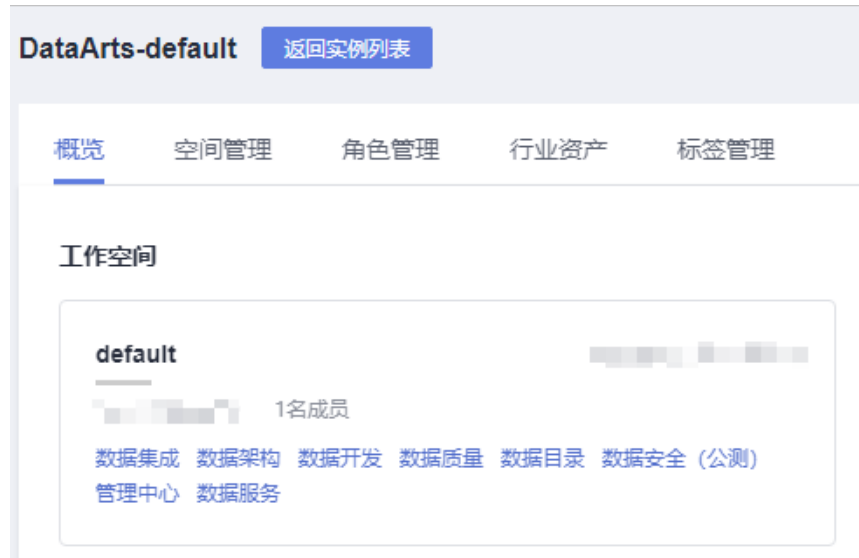 DataArts-default 返回实例列表
概览 空间管理 角色管理 行业资产 标签管理
工作空间
default
1名成员
数据集成 数据架构 数据开发 数据质量 数据目录 数据安全（公测）
管理中心 数据服务